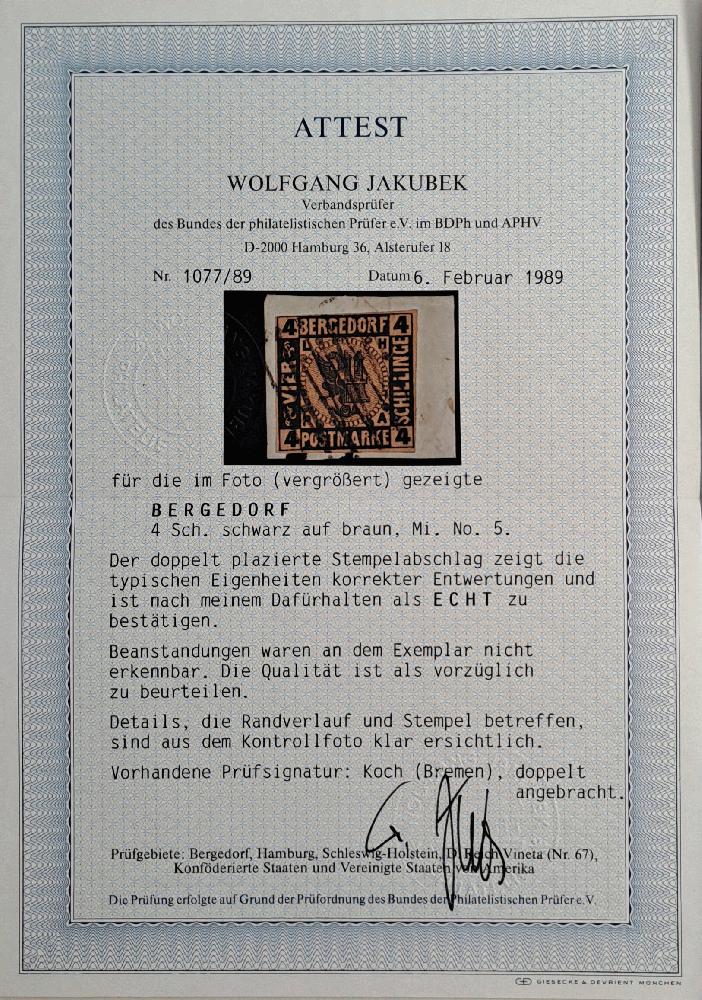 ATTEST
WOLFGANG JAKUBEK
Verbandsprüfer
des Bundes der philatelistischen Prüfer e.V. im BDPh und APHV
D-2000 Hamburg 36, Alsterufer 18
Nr. 1077/89 Datum 6. Februar 1989
4 BERGEDORF 4
VIER
SCHILLINGE
L H
H A
4 POSTMARKE 4
für die im Foto (vergrößert) gezeigte
BERGEDORF
4 Sch. schwarz auf braun, Mi. No. 5.
Der doppelt plazierte Stempelabschlag zeigt die
typischen Eigenheiten korrekter Entwertungen und
ist nach meinem Dafürhalten als ECHT zu
bestätigen.
Beanstandungen waren an dem Exemplar nicht
erkennbar. Die Qualität ist als vorzüglich
zu beurteilen.
Details, die Randverlauf und Stempel betreffen,
sind aus dem Kontrollfoto klar ersichtlich.
Vorhandene Prüfsignatur: Koch (Bremen), doppelt
angebracht.
Prüfgebiete: Bergedorf, Hamburg, Schleswig-Holstein, D. Reich Vineta (Nr. 67),
Konföderierte Staaten und Vereinigte Staaten von Amerika
Die Prüfung erfolgte auf Grund der Prüfordnung des Bundes der Philatelistischen Prüfer e.V.
GIESECKE & DEVRIENT MÜNCHEN